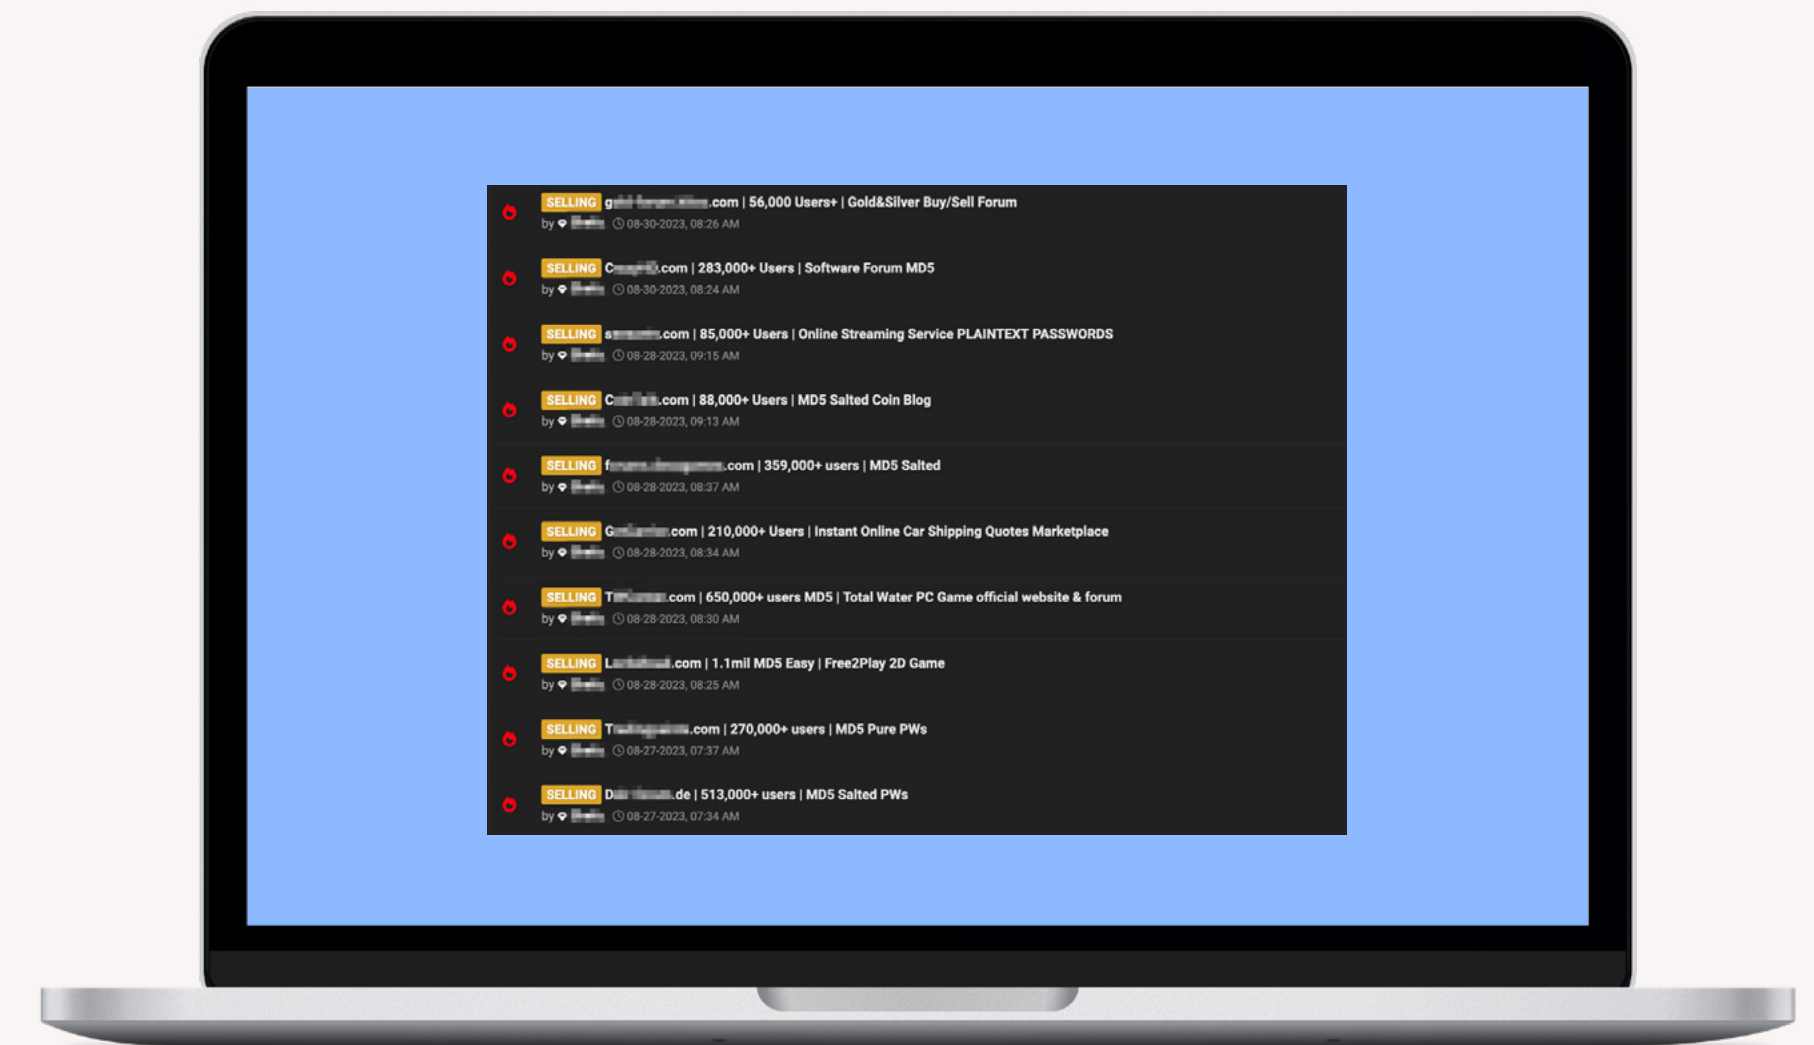 SELLING g .com | 56,000 Users+ | Gold&Silver Buy/Sell Forum
by 08-30-2023, 08:26 AM
SELLING C .com | 283,000+ Users | Software Forum MD5
by 08-30-2023, 08:24 AM
SELLING s .com | 85,000+ Users | Online Streaming Service PLAINTEXT PASSWORDS
by 08-28-2023, 09:15 AM
SELLING C .com | 88,000+ Users | MD5 Salted Coin Blog
by 08-28-2023, 09:13 AM
SELLING f .com | 359,000+ users | MD5 Salted
by 08-28-2023, 08:37 AM
SELLING G .com | 210,000+ Users | Instant Online Car Shipping Quotes Marketplace
by 08-28-2023, 08:34 AM
SELLING T .com | 650,000+ users MD5 | Total Water PC Game official website & forum
by 08-28-2023, 08:30 AM
SELLING L .com | 1.1mil MD5 Easy | Free2Play 2D Game
by 08-28-2023, 08:25 AM
SELLING T .com | 270,000+ users | MD5 Pure PWs
by 08-27-2023, 07:37 AM
SELLING D .de | 513,000+ users | MD5 Salted PWs
by 08-27-2023, 07:34 AM